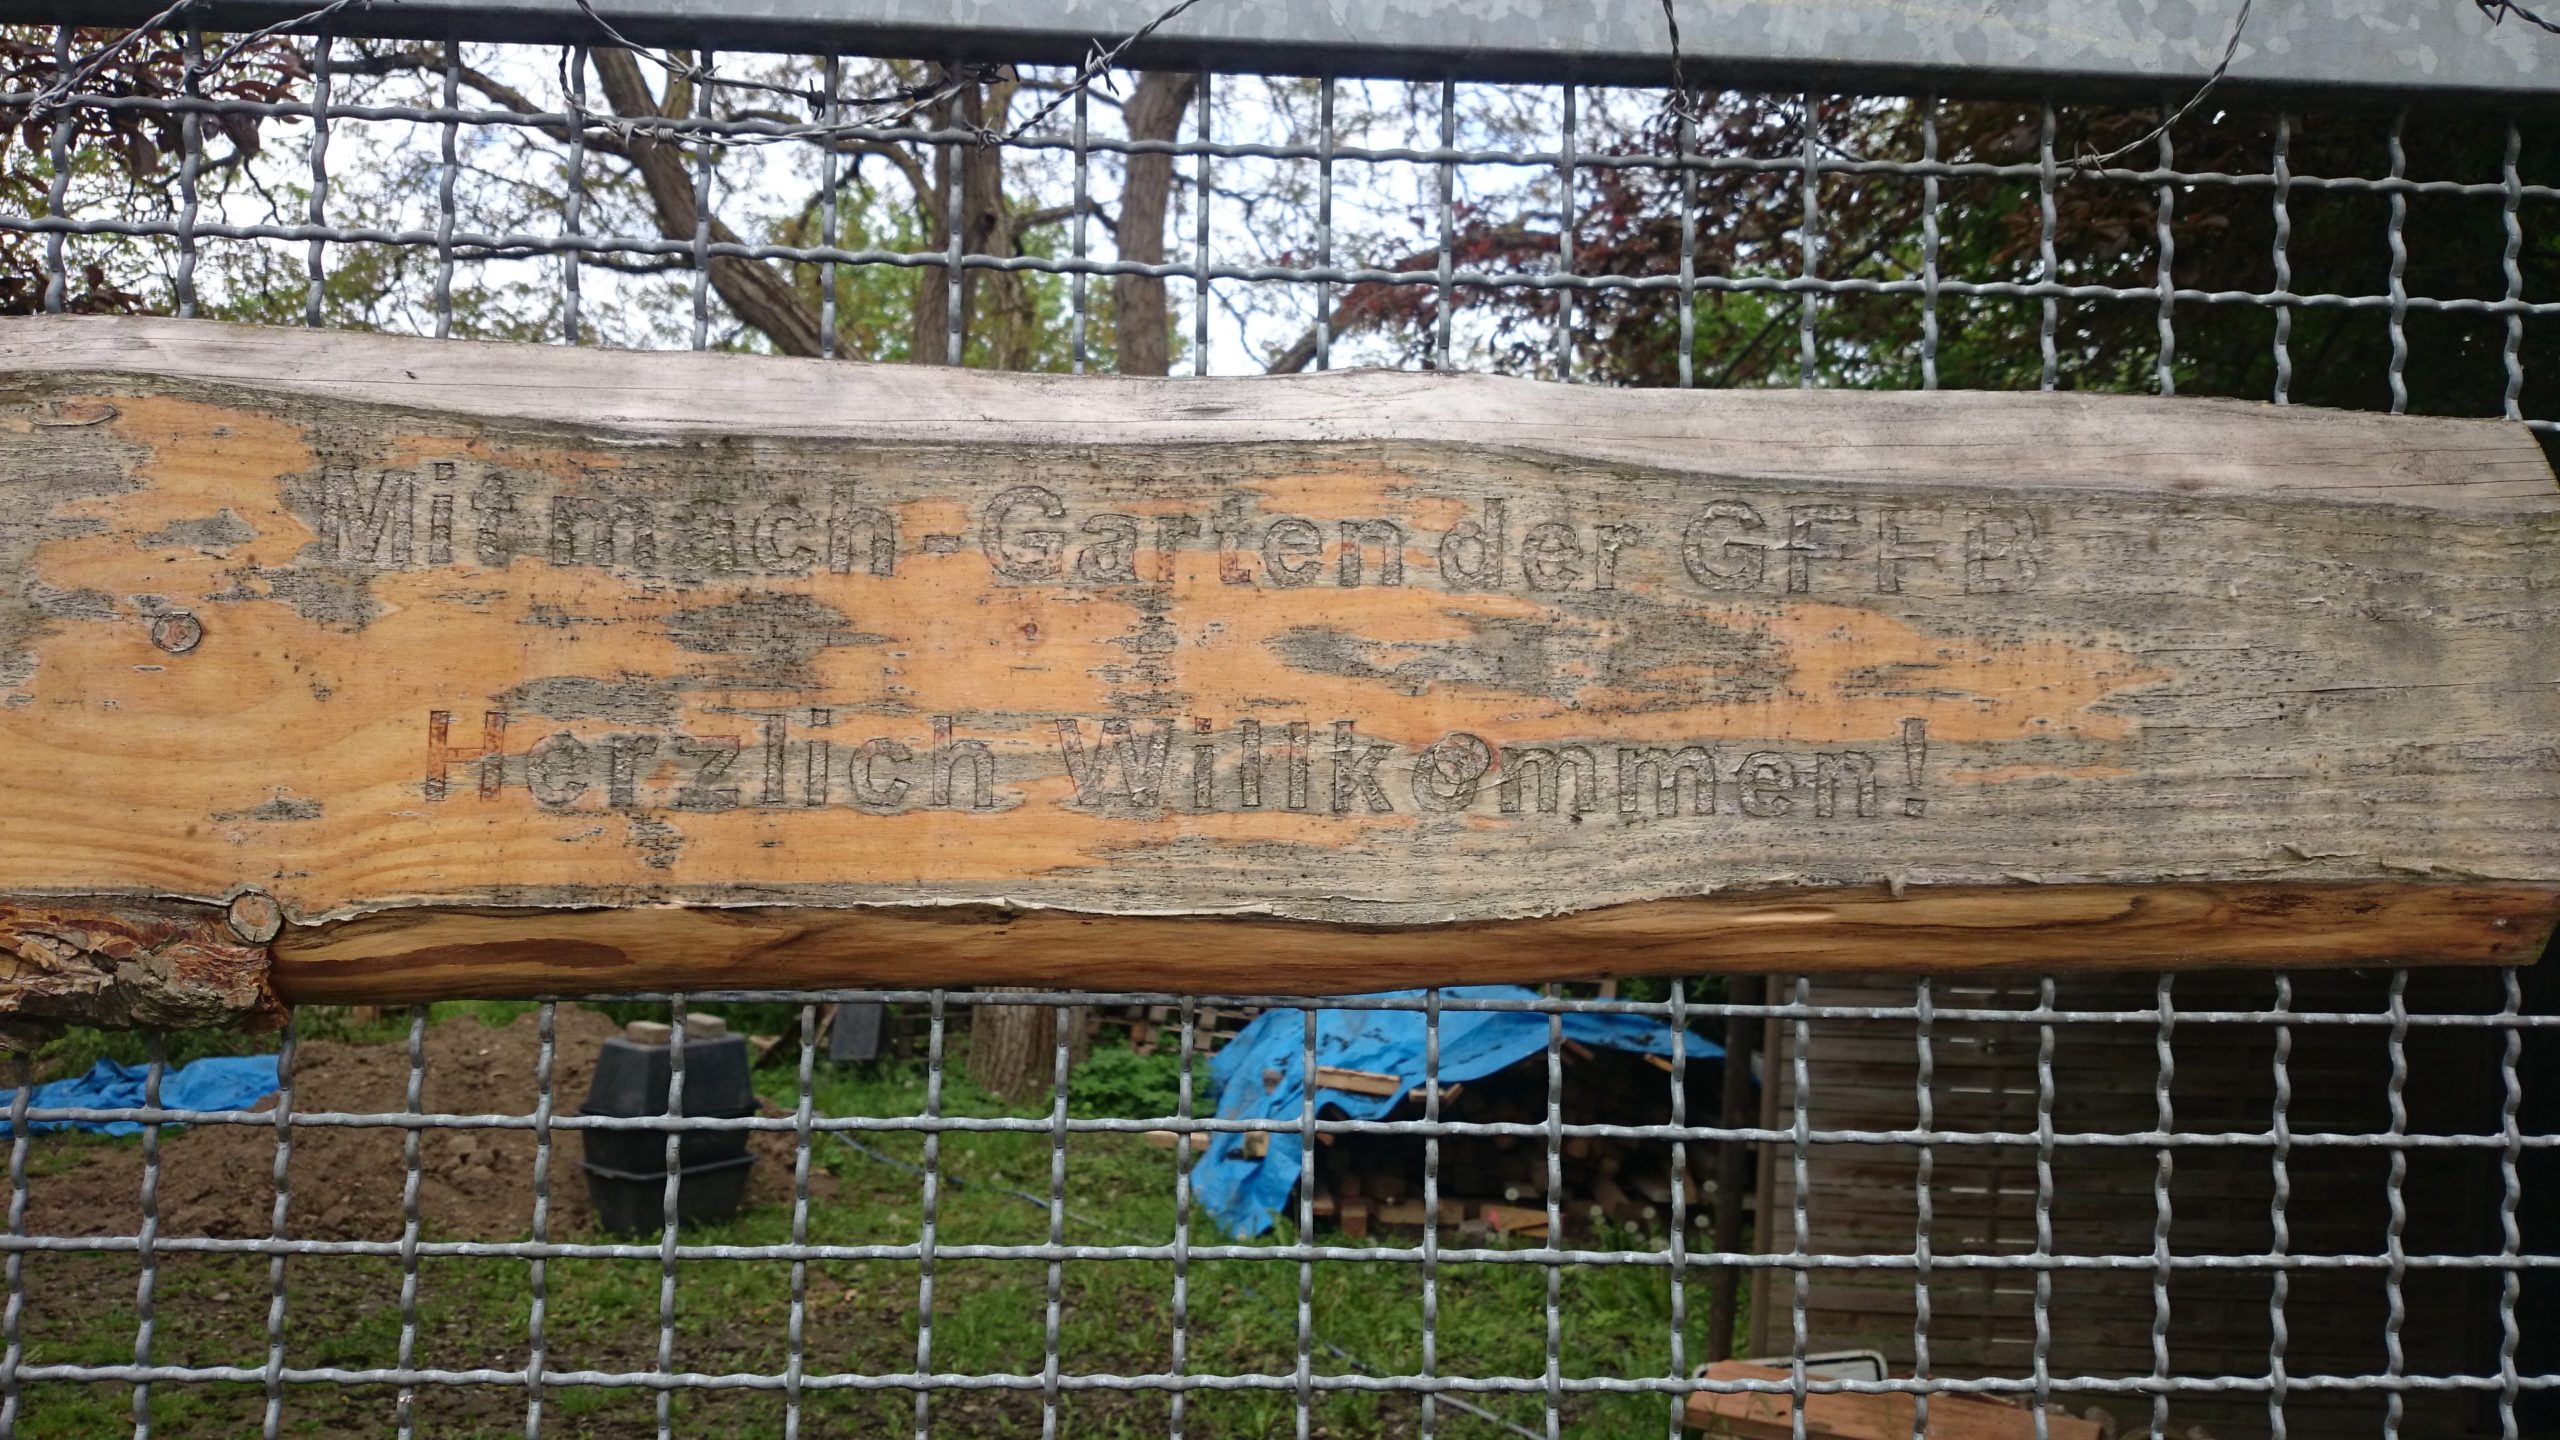 Mitmach-Garten der GFFB
Herzlich Willkommen!